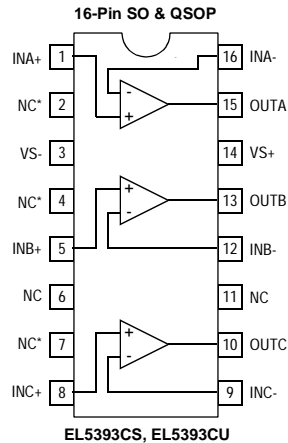 16-Pin SO & QSOP
INA+ 1 16 INA-
- +
NC* 2 15 OUTA
VS- 3 14 VS+
NC* 4 13 OUTB
+ -
INB+ 5 12 INB-
NC 6 11 NC
NC* 7 10 OUTC
+ -
INC+ 8 9 INC-
EL5393CS, EL5393CU